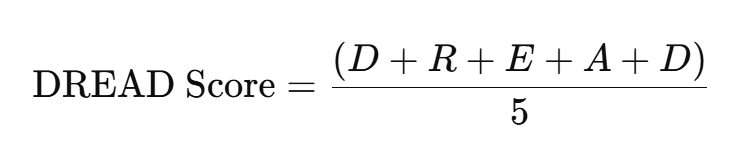 DREAD Score = (D + R + E + A + D) / 5